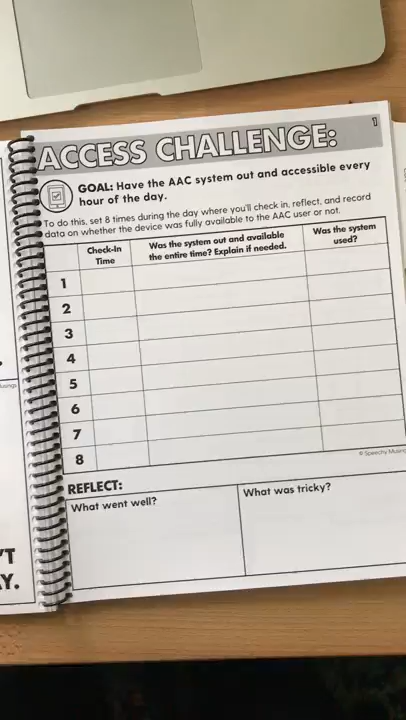 ACCESS CHALLENGE:
1
GOAL: Have the AAC system out and accessible every
hour of the day.
To do this, set 8 times during the day where you'll check in, reflect, and record
data on whether the device was fully available to the AAC user or not.
Check-In
Time
Was the system out and available
the entire time? Explain if needed.
Was the system
used?
1
2
3
4
5
6
7
8
© Speechy Musings
REFLECT:
What went well?
What was tricky?
'T
Y.